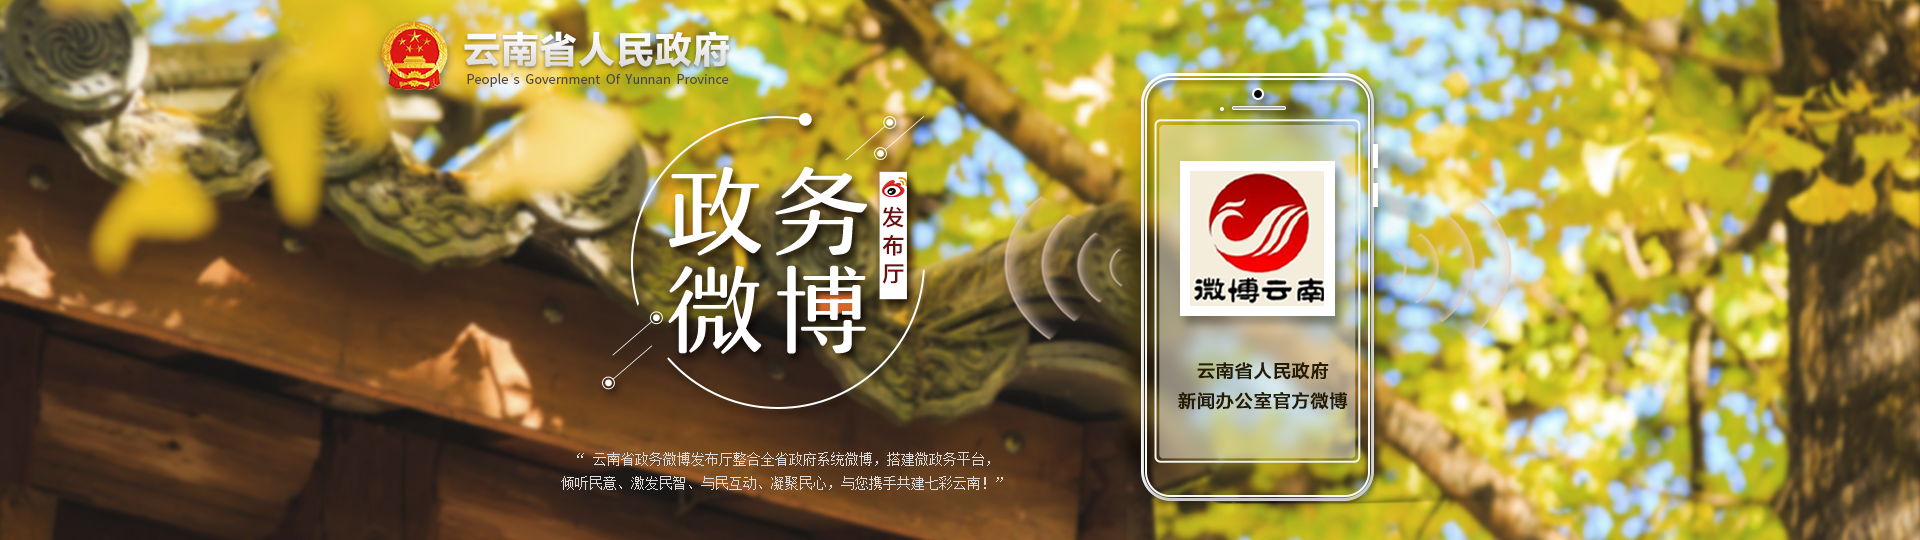 云南省人民政府
People's Government Of Yunnan Province
政务
微博
发布厅
“ 云南省政务微博发布厅整合全省政府系统微博，搭建微政务平台，
倾听民意、激发民智、与民互动、凝聚民心，与您携手共建七彩云南！”
微博云南
云南省人民政府
新闻办公室官方微博